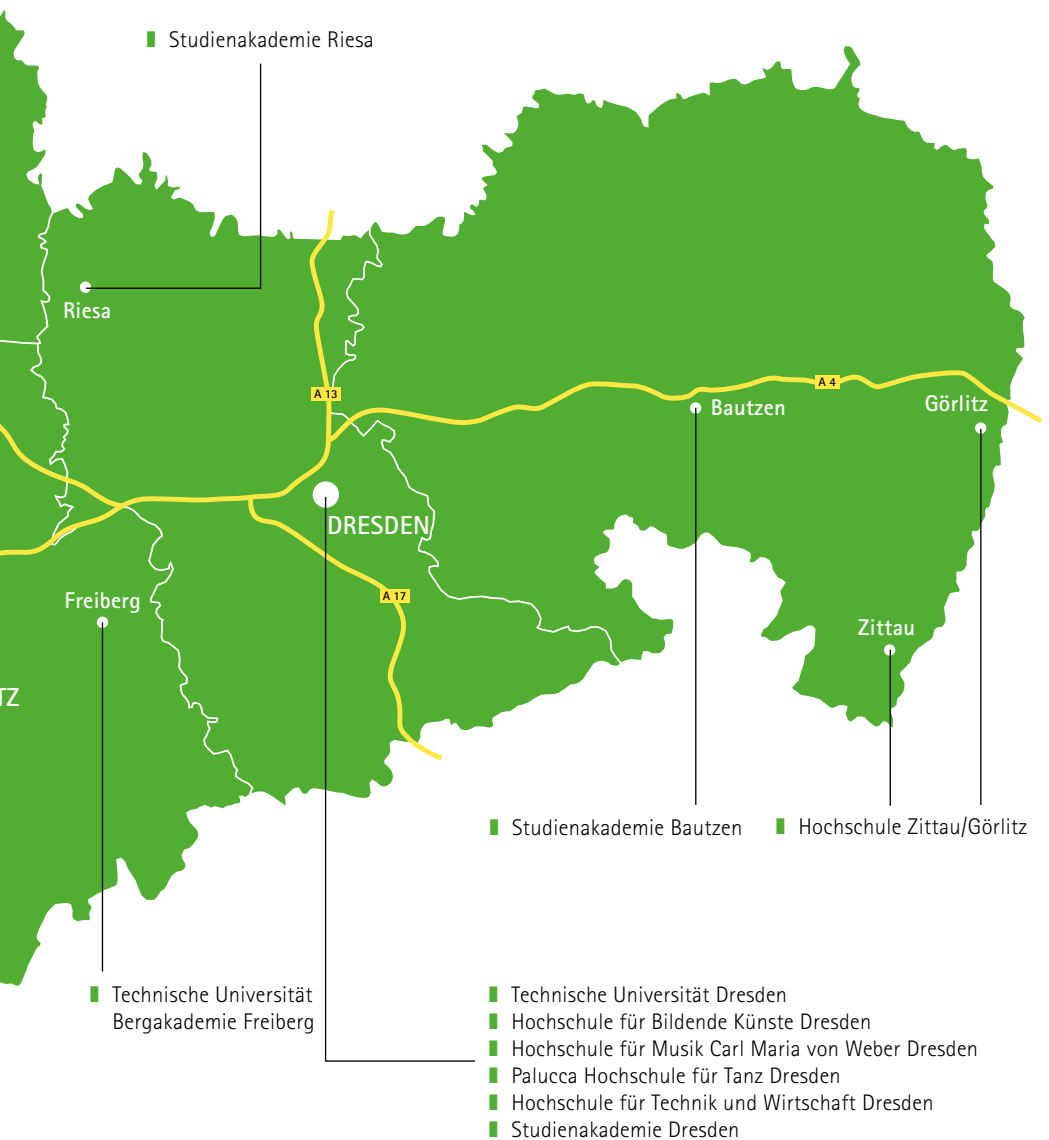 Studienakademie Riesa
Riesa
A 13
A 4
Bautzen
Görlitz
DRESDEN
A 17
Freiberg
Zittau
TZ
Studienakademie Bautzen
Hochschule Zittau/Görlitz
Technische Universität
Bergakademie Freiberg
Technische Universität Dresden
Hochschule für Bildende Künste Dresden
Hochschule für Musik Carl Maria von Weber Dresden
Palucca Hochschule für Tanz Dresden
Hochschule für Technik und Wirtschaft Dresden
Studienakademie Dresden